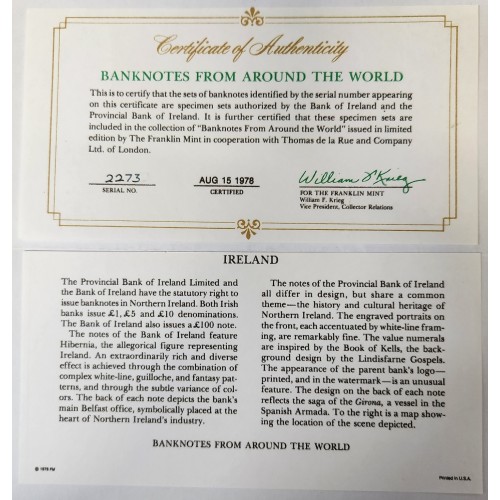 Certificate of Authenticity
BANKNOTES FROM AROUND THE WORLD
This is to certify that the sets of banknotes identified by the serial number appearing
on this certificate are specimen sets authorized by the Bank of Ireland and the
Provincial Bank of Ireland. It is further certified that these specimen sets are
included in the collection of "Banknotes From Around the World" issued in limited
edition by The Franklin Mint in cooperation with Thomas de la Rue and Company
Ltd. of London.
2273
SERIAL NO.
AUG 15 1978
CERTIFIED
William F Krieg
FOR THE FRANKLIN MINT
William F. Krieg
Vice President, Collector Relations
IRELAND
The Provincial Bank of Ireland Limited and
the Bank of Ireland have the statutory right to
issue banknotes in Northern Ireland. Both Irish
banks issue £1, £5 and £10 denominations.
The Bank of Ireland also issues a £100 note.
The notes of the Bank of Ireland feature
Hibernia, the allegorical figure representing
Ireland. An extraordinarily rich and diverse
effect is achieved through the combination of
complex white-line, guilloche, and fantasy pat-
terns, and through the subtle variance of col-
ors. The back of each note depicts the bank's
main Belfast office, symbolically placed at the
heart of Northern Ireland's industry.
The notes of the Provincial Bank of Ireland
all differ in design, but share a common
theme—the history and cultural heritage of
Northern Ireland. The engraved portraits on
the front, each accentuated by white-line fram-
ing, are remarkably fine. The value numerals
are inspired by the Book of Kells, the back-
ground design by the Lindisfarne Gospels.
The appearance of the parent bank's logo—
printed, and in the watermark—is an unusual
feature. The design on the back of each note
reflects the saga of the Girona, a vessel in the
Spanish Armada. To the right is a map show-
ing the location of the scene depicted.
BANKNOTES FROM AROUND THE WORLD
© 1978 FM
Printed in U.S.A.